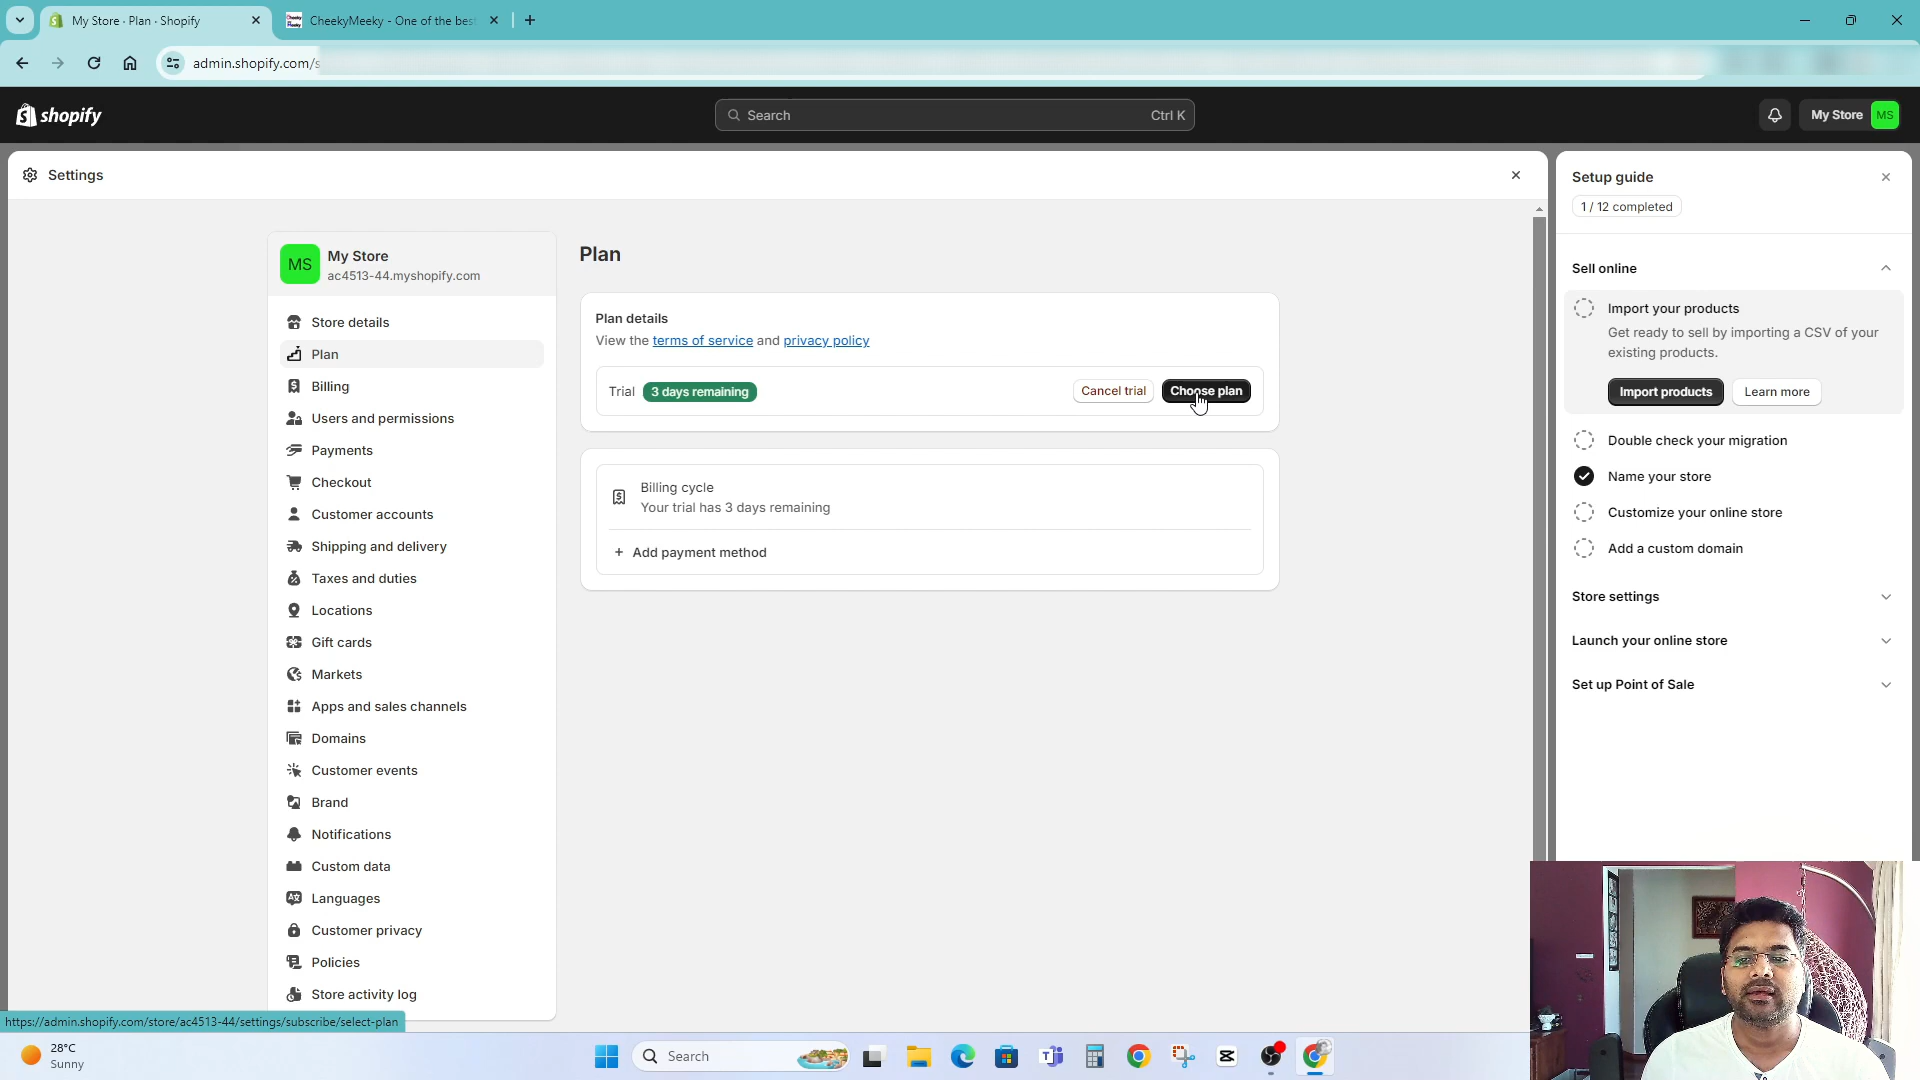 My Store · Plan · Shopify
CheekyMeeky - One of the bes
admin.shopify.com/s
shopify
Search
Ctrl K
My Store
MS
Settings
MS
My Store
ac4513-44.myshopify.com
Store details
Plan
Billing
Users and permissions
Payments
Checkout
Customer accounts
Shipping and delivery
Taxes and duties
Locations
Gift cards
Markets
Apps and sales channels
Domains
Customer events
Brand
Notifications
Custom data
Languages
Customer privacy
Policies
Store activity log
Plan
Plan details
View the terms of service and privacy policy
Trial 3 days remaining
Cancel trial
Choose plan
Billing cycle
Your trial has 3 days remaining
+ Add payment method
Setup guide
1 / 12 completed
Sell online
Import your products
Get ready to sell by importing a CSV of your
existing products.
Import products
Learn more
Double check your migration
Name your store
Customize your online store
Add a custom domain
Store settings
Launch your online store
Set up Point of Sale
https://admin.shopify.com/store/ac4513-44/settings/subscribe/select-plan
28°C
Sunny
Search